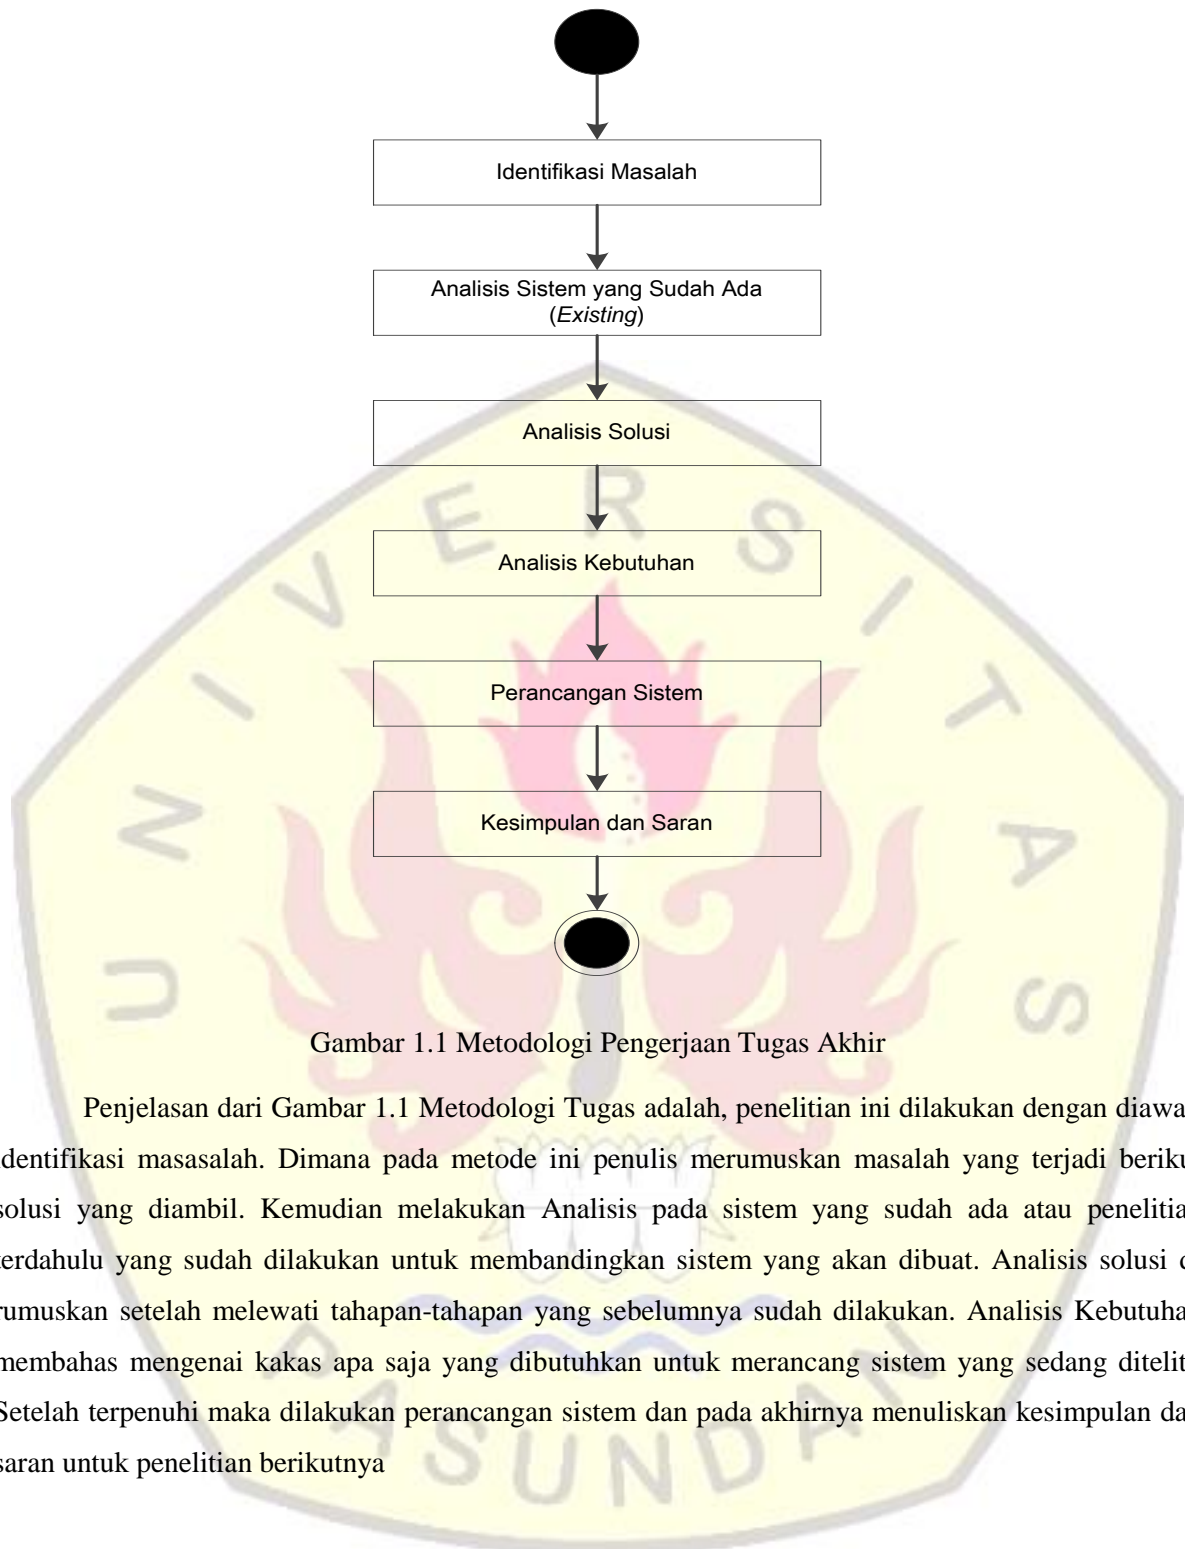 Identifikasi Masalah
Analisis Sistem yang Sudah Ada
(Existing)
Analisis Solusi
Analisis Kebutuhan
Perancangan Sistem
Kesimpulan dan Saran
UNIVERSITAS
Gambar 1.1 Metodologi Pengerjaan Tugas Akhir
Penjelasan dari Gambar 1.1 Metodologi Tugas adalah, penelitian ini dilakukan dengan diawa
identifikasi masasalah. Dimana pada metode ini penulis merumuskan masalah yang terjadi beriku
solusi yang diambil. Kemudian melakukan Analisis pada sistem yang sudah ada atau penelitia
terdahulu yang sudah dilakukan untuk membandingkan sistem yang akan dibuat. Analisis solusi d
rumuskan setelah melewati tahapan-tahapan yang sebelumnya sudah dilakukan. Analisis Kebutuha
membahas mengenai kakas apa saja yang dibutuhkan untuk merancang sistem yang sedang ditelit
Setelah terpenuhi maka dilakukan perancangan sistem dan pada akhirnya menuliskan kesimpulan da
saran untuk penelitian berikutnya
PASUNDAN